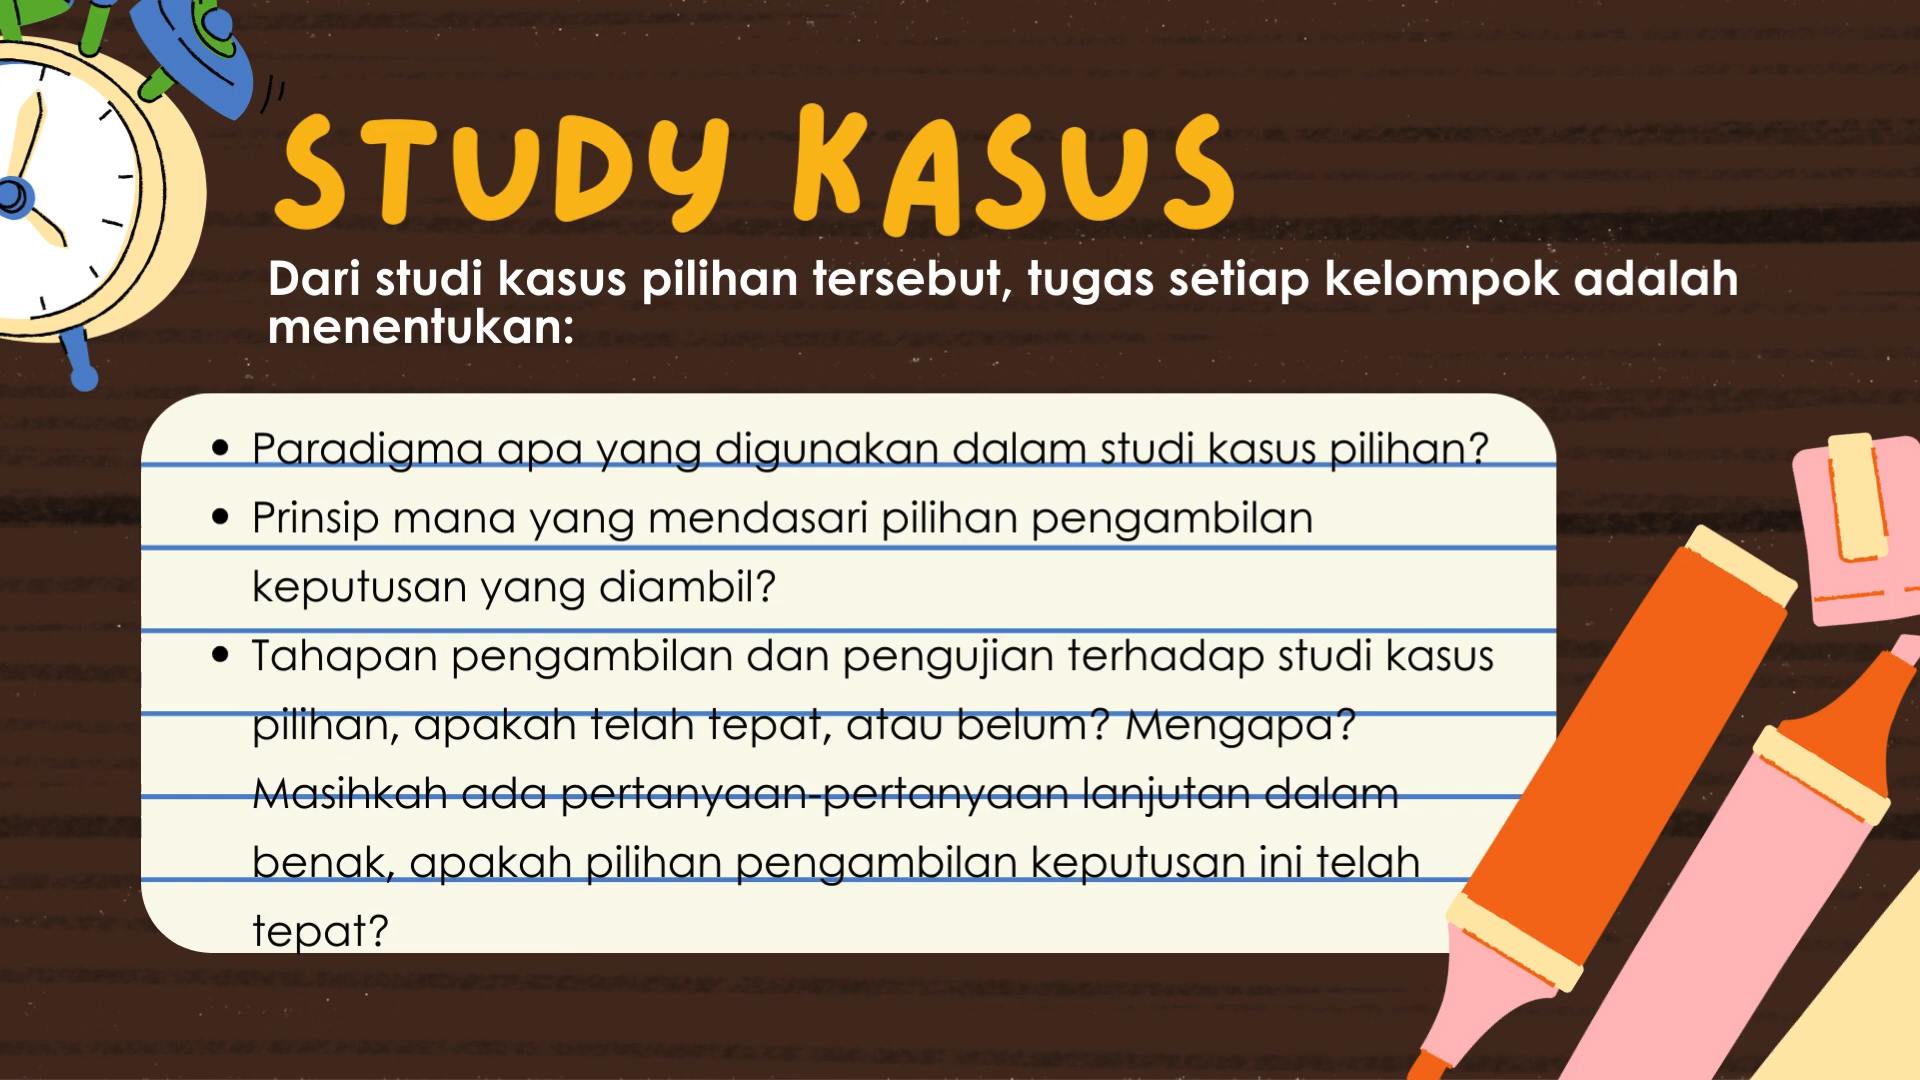 STUDY KASUS
Dari studi kasus pilihan tersebut, tugas setiap kelompok adalah
menentukan:
• Paradigma apa yang digunakan dalam studi kasus pilihan?
• Prinsip mana yang mendasari pilihan pengambilan
keputusan yang diambil?
• Tahapan pengambilan dan pengujian terhadap studi kasus
pilihan, apakah telah tepat, atau belum? Mengapa?
Masihkah ada pertanyaan-pertanyaan lanjutan dalam
benak, apakah pilihan pengambilan keputusan ini telah
tepat?